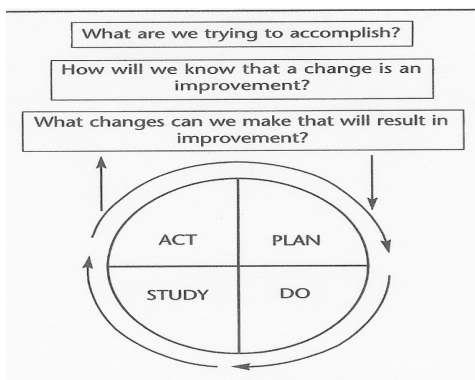 What are we trying to accomplish?
How will we know that a change is an
improvement?
What changes can we make that will result in
improvement?
ACT PLAN
STUDY DO